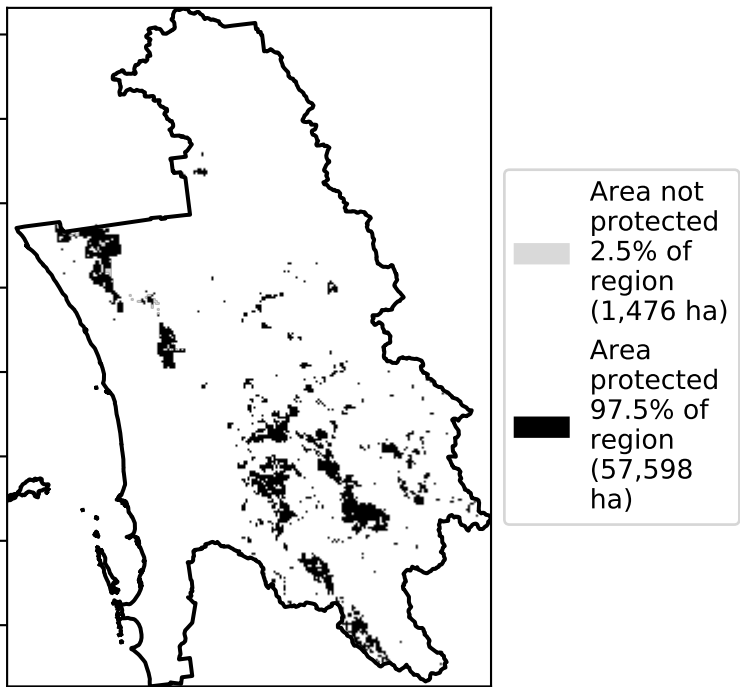 Area not
protected
2.5% of
region
(1,476 ha)
Area
protected
97.5% of
region
(57,598
ha)